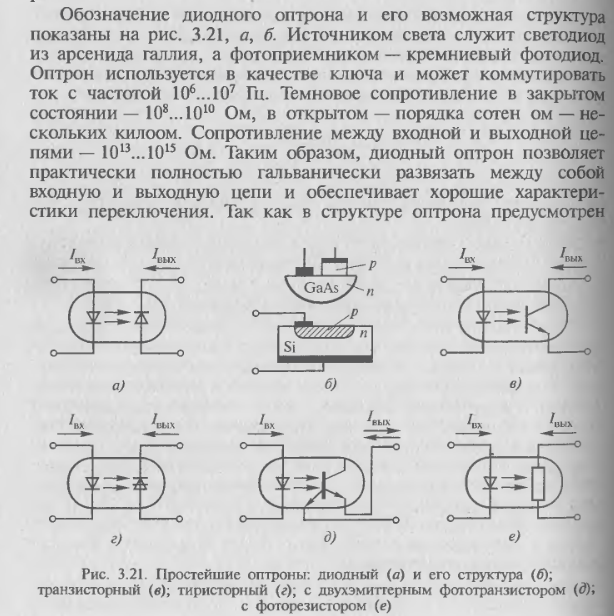 Обозначение диодного оптрона и его возможная структура
показаны на рис. 3.21, а, б. Источником света служит светодиод
из арсенида галлия, а фотоприемником — кремниевый фотодиод.
Оптрон используется в качестве ключа и может коммутировать
ток с частотой 10⁶...10⁷ Гц. Темновое сопротивление в закрытом
состоянии — 10⁸...10¹⁰ Ом, в открытом — порядка сотен ом — не-
скольких килоом. Сопротивление между входной и выходной це-
пями — 10¹³...10¹⁵ Ом. Таким образом, диодный оптрон позволяет
практически полностью гальванически развязать между собой
входную и выходную цепи и обеспечивает хорошие характери-
стики переключения. Так как в структуре оптрона предусмотрен
Iвх Iвых
p
GaAs n
p n
Si
Iвх Iвых
а) б) в)
Iвх Iвых
Iвх Iвых
Iвх Iвых
г) д) е)
Рис. 3.21. Простейшие оптроны: диодный (а) и его структура (б);
транзисторный (в); тиристорный (г); с двухэмиттерным фототранзистором (д);
с фоторезистором (е)